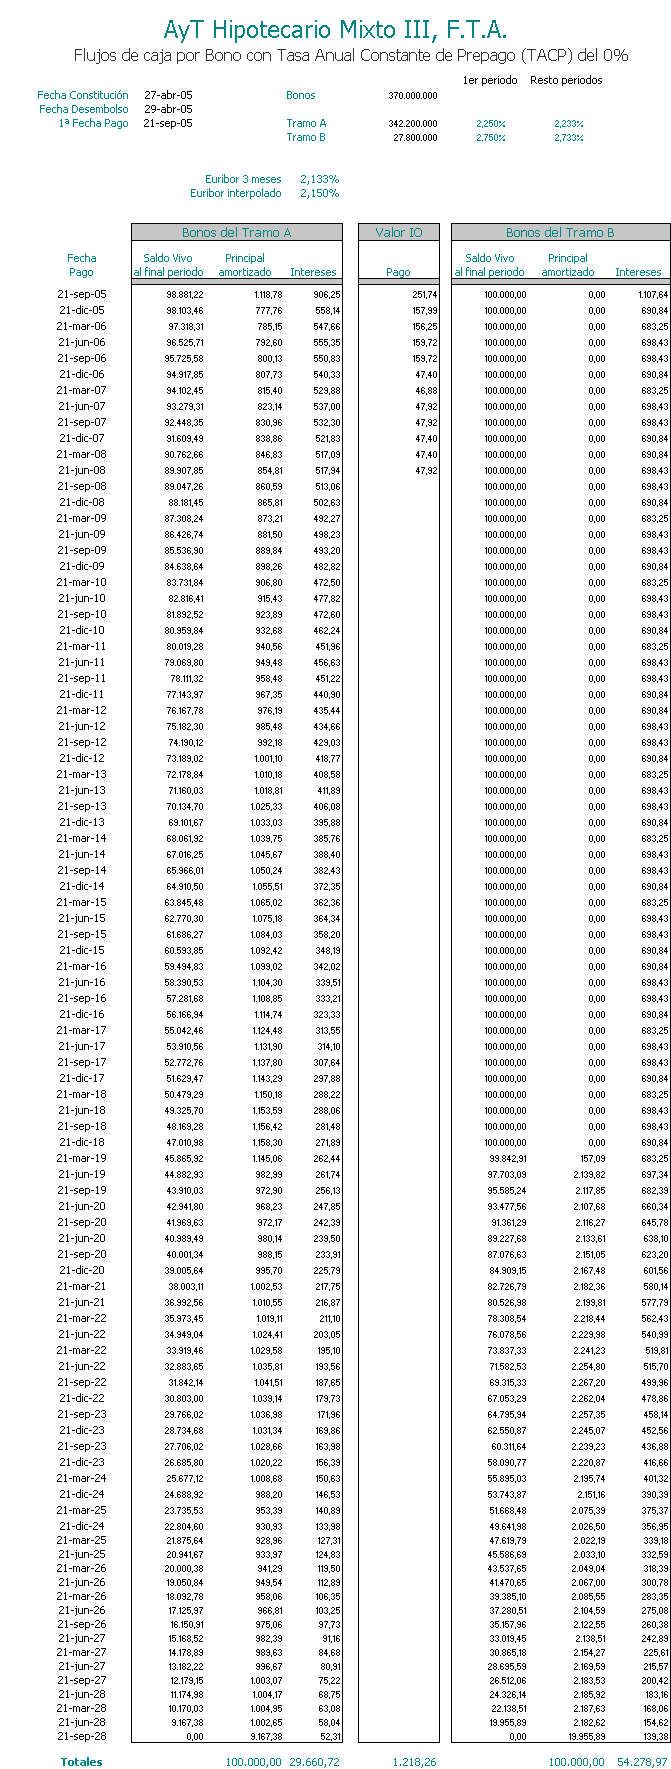 AyT Hipotecario Mixto III, F.T.A.
Flujos de caja por Bono con Tasa Anual Constante de Prepago (TACP) del 0%
1er periodo Resto periodos
Fecha Constitución 27-abr-05 Bonos 370.000.000
Fecha Desembolso 29-abr-05
1ª Fecha Pago 21-sep-05 Tramo A 342.200.000 2,250% 2,233%
Tramo B 27.800.000 2,750% 2,733%
Euribor 3 meses 2,133%
Euribor interpolado 2,150%
Bonos del Tramo A Valor IO Bonos del Tramo B
Fecha Saldo Vivo Principal Saldo Vivo Principal
Pago al final periodo amortizado Intereses Pago al final periodo amortizado Intereses
21-sep-05 98.881,22 1.118,78 906,25 251,74 100.000,00 0,00 1.107,64
21-dic-05 98.103,46 777,76 558,14 157,99 100.000,00 0,00 690,84
21-mar-06 97.318,31 785,15 547,66 156,25 100.000,00 0,00 683,25
21-jun-06 96.525,71 792,60 555,35 159,72 100.000,00 0,00 698,43
21-sep-06 95.725,58 800,13 550,83 159,72 100.000,00 0,00 698,43
21-dic-06 94.917,85 807,73 540,33 47,40 100.000,00 0,00 690,84
21-mar-07 94.102,45 815,40 529,88 46,88 100.000,00 0,00 683,25
21-jun-07 93.279,31 823,14 537,00 47,92 100.000,00 0,00 698,43
21-sep-07 92.448,35 830,96 532,30 47,92 100.000,00 0,00 698,43
21-dic-07 91.609,49 838,86 521,83 47,40 100.000,00 0,00 690,84
21-mar-08 90.762,66 846,83 517,09 47,40 100.000,00 0,00 690,84
21-jun-08 89.907,85 854,81 517,94 47,92 100.000,00 0,00 698,43
21-sep-08 89.047,26 860,59 513,06 100.000,00 0,00 698,43
21-dic-08 88.181,45 865,81 502,63 100.000,00 0,00 690,84
21-mar-09 87.308,24 873,21 492,27 100.000,00 0,00 683,25
21-jun-09 86.426,74 881,50 498,23 100.000,00 0,00 698,43
21-sep-09 85.536,90 889,84 493,20 100.000,00 0,00 698,43
21-dic-09 84.638,64 898,26 482,82 100.000,00 0,00 690,84
21-mar-10 83.731,84 906,80 472,50 100.000,00 0,00 683,25
21-jun-10 82.816,41 915,43 477,82 100.000,00 0,00 698,43
21-sep-10 81.892,52 923,89 472,60 100.000,00 0,00 698,43
21-dic-10 80.959,84 932,68 462,24 100.000,00 0,00 690,84
21-mar-11 80.019,28 940,56 451,96 100.000,00 0,00 683,25
21-jun-11 79.069,80 949,48 456,63 100.000,00 0,00 698,43
21-sep-11 78.111,32 958,48 451,22 100.000,00 0,00 698,43
21-dic-11 77.143,97 967,35 440,90 100.000,00 0,00 690,84
21-mar-12 76.167,78 976,19 435,44 100.000,00 0,00 690,84
21-jun-12 75.182,30 985,48 434,66 100.000,00 0,00 698,43
21-sep-12 74.190,12 992,18 429,03 100.000,00 0,00 698,43
21-dic-12 73.189,02 1.001,10 418,77 100.000,00 0,00 690,84
21-mar-13 72.178,84 1.010,18 408,58 100.000,00 0,00 683,25
21-jun-13 71.160,03 1.018,81 411,89 100.000,00 0,00 698,43
21-sep-13 70.134,70 1.025,33 406,08 100.000,00 0,00 698,43
21-dic-13 69.101,67 1.033,03 395,88 100.000,00 0,00 690,84
21-mar-14 68.061,92 1.039,75 385,76 100.000,00 0,00 683,25
21-jun-14 67.016,25 1.045,67 388,40 100.000,00 0,00 698,43
21-sep-14 65.966,01 1.050,24 382,43 100.000,00 0,00 698,43
21-dic-14 64.910,50 1.055,51 372,35 100.000,00 0,00 690,84
21-mar-15 63.845,48 1.065,02 362,36 100.000,00 0,00 683,25
21-jun-15 62.770,30 1.075,18 364,34 100.000,00 0,00 698,43
21-sep-15 61.686,27 1.084,03 358,20 100.000,00 0,00 698,43
21-dic-15 60.593,85 1.092,42 348,19 100.000,00 0,00 690,84
21-mar-16 59.494,83 1.099,02 342,02 100.000,00 0,00 690,84
21-jun-16 58.390,53 1.104,30 339,51 100.000,00 0,00 698,43
21-sep-16 57.281,68 1.108,85 333,21 100.000,00 0,00 698,43
21-dic-16 56.166,94 1.114,74 323,33 100.000,00 0,00 690,84
21-mar-17 55.042,46 1.124,48 313,55 100.000,00 0,00 683,25
21-jun-17 53.910,56 1.131,90 314,10 100.000,00 0,00 698,43
21-sep-17 52.772,76 1.137,80 307,64 100.000,00 0,00 698,43
21-dic-17 51.629,47 1.143,29 297,88 100.000,00 0,00 690,84
21-mar-18 50.479,29 1.150,18 288,22 100.000,00 0,00 683,25
21-jun-18 49.325,70 1.153,59 288,06 100.000,00 0,00 698,43
21-sep-18 48.169,28 1.156,42 281,48 100.000,00 0,00 698,43
21-dic-18 47.010,98 1.158,30 271,89 100.000,00 0,00 690,84
21-mar-19 45.865,92 1.145,06 262,44 99.842,91 157,09 683,25
21-jun-19 44.882,93 982,99 261,74 97.703,09 2.139,82 697,34
21-sep-19 43.910,03 972,90 256,13 95.585,24 2.117,85 682,39
21-jun-20 42.941,80 968,23 247,85 93.477,56 2.107,68 660,34
21-sep-20 41.969,63 972,17 242,39 91.361,29 2.116,27 645,78
21-jun-20 40.989,49 980,14 239,50 89.227,68 2.133,61 638,10
21-sep-20 40.001,34 988,15 233,91 87.076,63 2.151,05 623,20
21-dic-20 39.005,64 995,70 225,79 84.909,15 2.167,48 601,56
21-mar-21 38.003,11 1.002,53 217,75 82.726,79 2.182,36 580,14
21-jun-21 36.992,56 1.010,55 216,87 80.526,98 2.199,81 577,79
21-mar-22 35.973,45 1.019,11 211,10 78.308,54 2.218,44 562,43
21-jun-22 34.949,04 1.024,41 203,05 76.078,56 2.229,98 540,99
21-mar-22 33.919,46 1.029,58 195,10 73.837,33 2.241,23 519,81
21-jun-22 32.883,65 1.035,81 193,56 71.582,53 2.254,80 515,70
21-sep-22 31.842,14 1.041,51 187,65 69.315,33 2.267,20 499,96
21-dic-22 30.803,00 1.039,14 179,73 67.053,29 2.262,04 478,86
21-sep-23 29.766,02 1.036,98 171,96 64.795,94 2.257,35 458,14
21-dic-23 28.734,68 1.031,34 169,86 62.550,87 2.245,07 452,56
21-sep-23 27.706,02 1.028,66 163,98 60.311,64 2.239,23 436,88
21-dic-23 26.685,80 1.020,22 156,39 58.090,77 2.220,87 416,66
21-mar-24 25.677,12 1.008,68 150,63 55.895,03 2.195,74 401,32
21-dic-24 24.688,92 988,20 146,53 53.743,87 2.151,16 390,39
21-mar-25 23.735,53 953,39 140,89 51.668,48 2.075,39 375,37
21-dic-24 22.804,60 930,93 133,98 49.641,98 2.026,50 356,95
21-mar-25 21.875,64 928,96 127,31 47.619,79 2.022,19 339,18
21-jun-25 20.941,67 933,97 124,83 45.586,69 2.033,10 332,59
21-mar-26 20.000,38 941,29 119,50 43.537,65 2.049,04 318,39
21-jun-26 19.050,84 949,54 112,89 41.470,65 2.067,00 300,78
21-mar-26 18.092,78 958,06 106,35 39.385,10 2.085,55 283,35
21-jun-26 17.125,97 966,81 103,25 37.280,51 2.104,59 275,08
21-sep-26 16.150,91 975,06 97,73 35.157,96 2.122,55 260,38
21-jun-27 15.168,52 982,39 91,16 33.019,45 2.138,51 242,89
21-mar-27 14.178,89 989,63 84,68 30.865,18 2.154,27 225,61
21-jun-27 13.182,22 996,67 80,91 28.695,59 2.169,59 215,57
21-sep-27 12.179,15 1.003,07 75,22 26.512,06 2.183,53 200,42
21-jun-28 11.174,98 1.004,17 68,75 24.326,14 2.185,92 183,16
21-mar-28 10.170,03 1.004,95 63,08 22.138,51 2.187,63 168,06
21-jun-28 9.167,38 1.002,65 58,04 19.955,89 2.182,62 154,62
21-sep-28 0,00 9.167,38 52,31 0,00 19.955,89 139,38
Totales 100.000,00 29.660,72 1.218,26 100.000,00 54.278,97